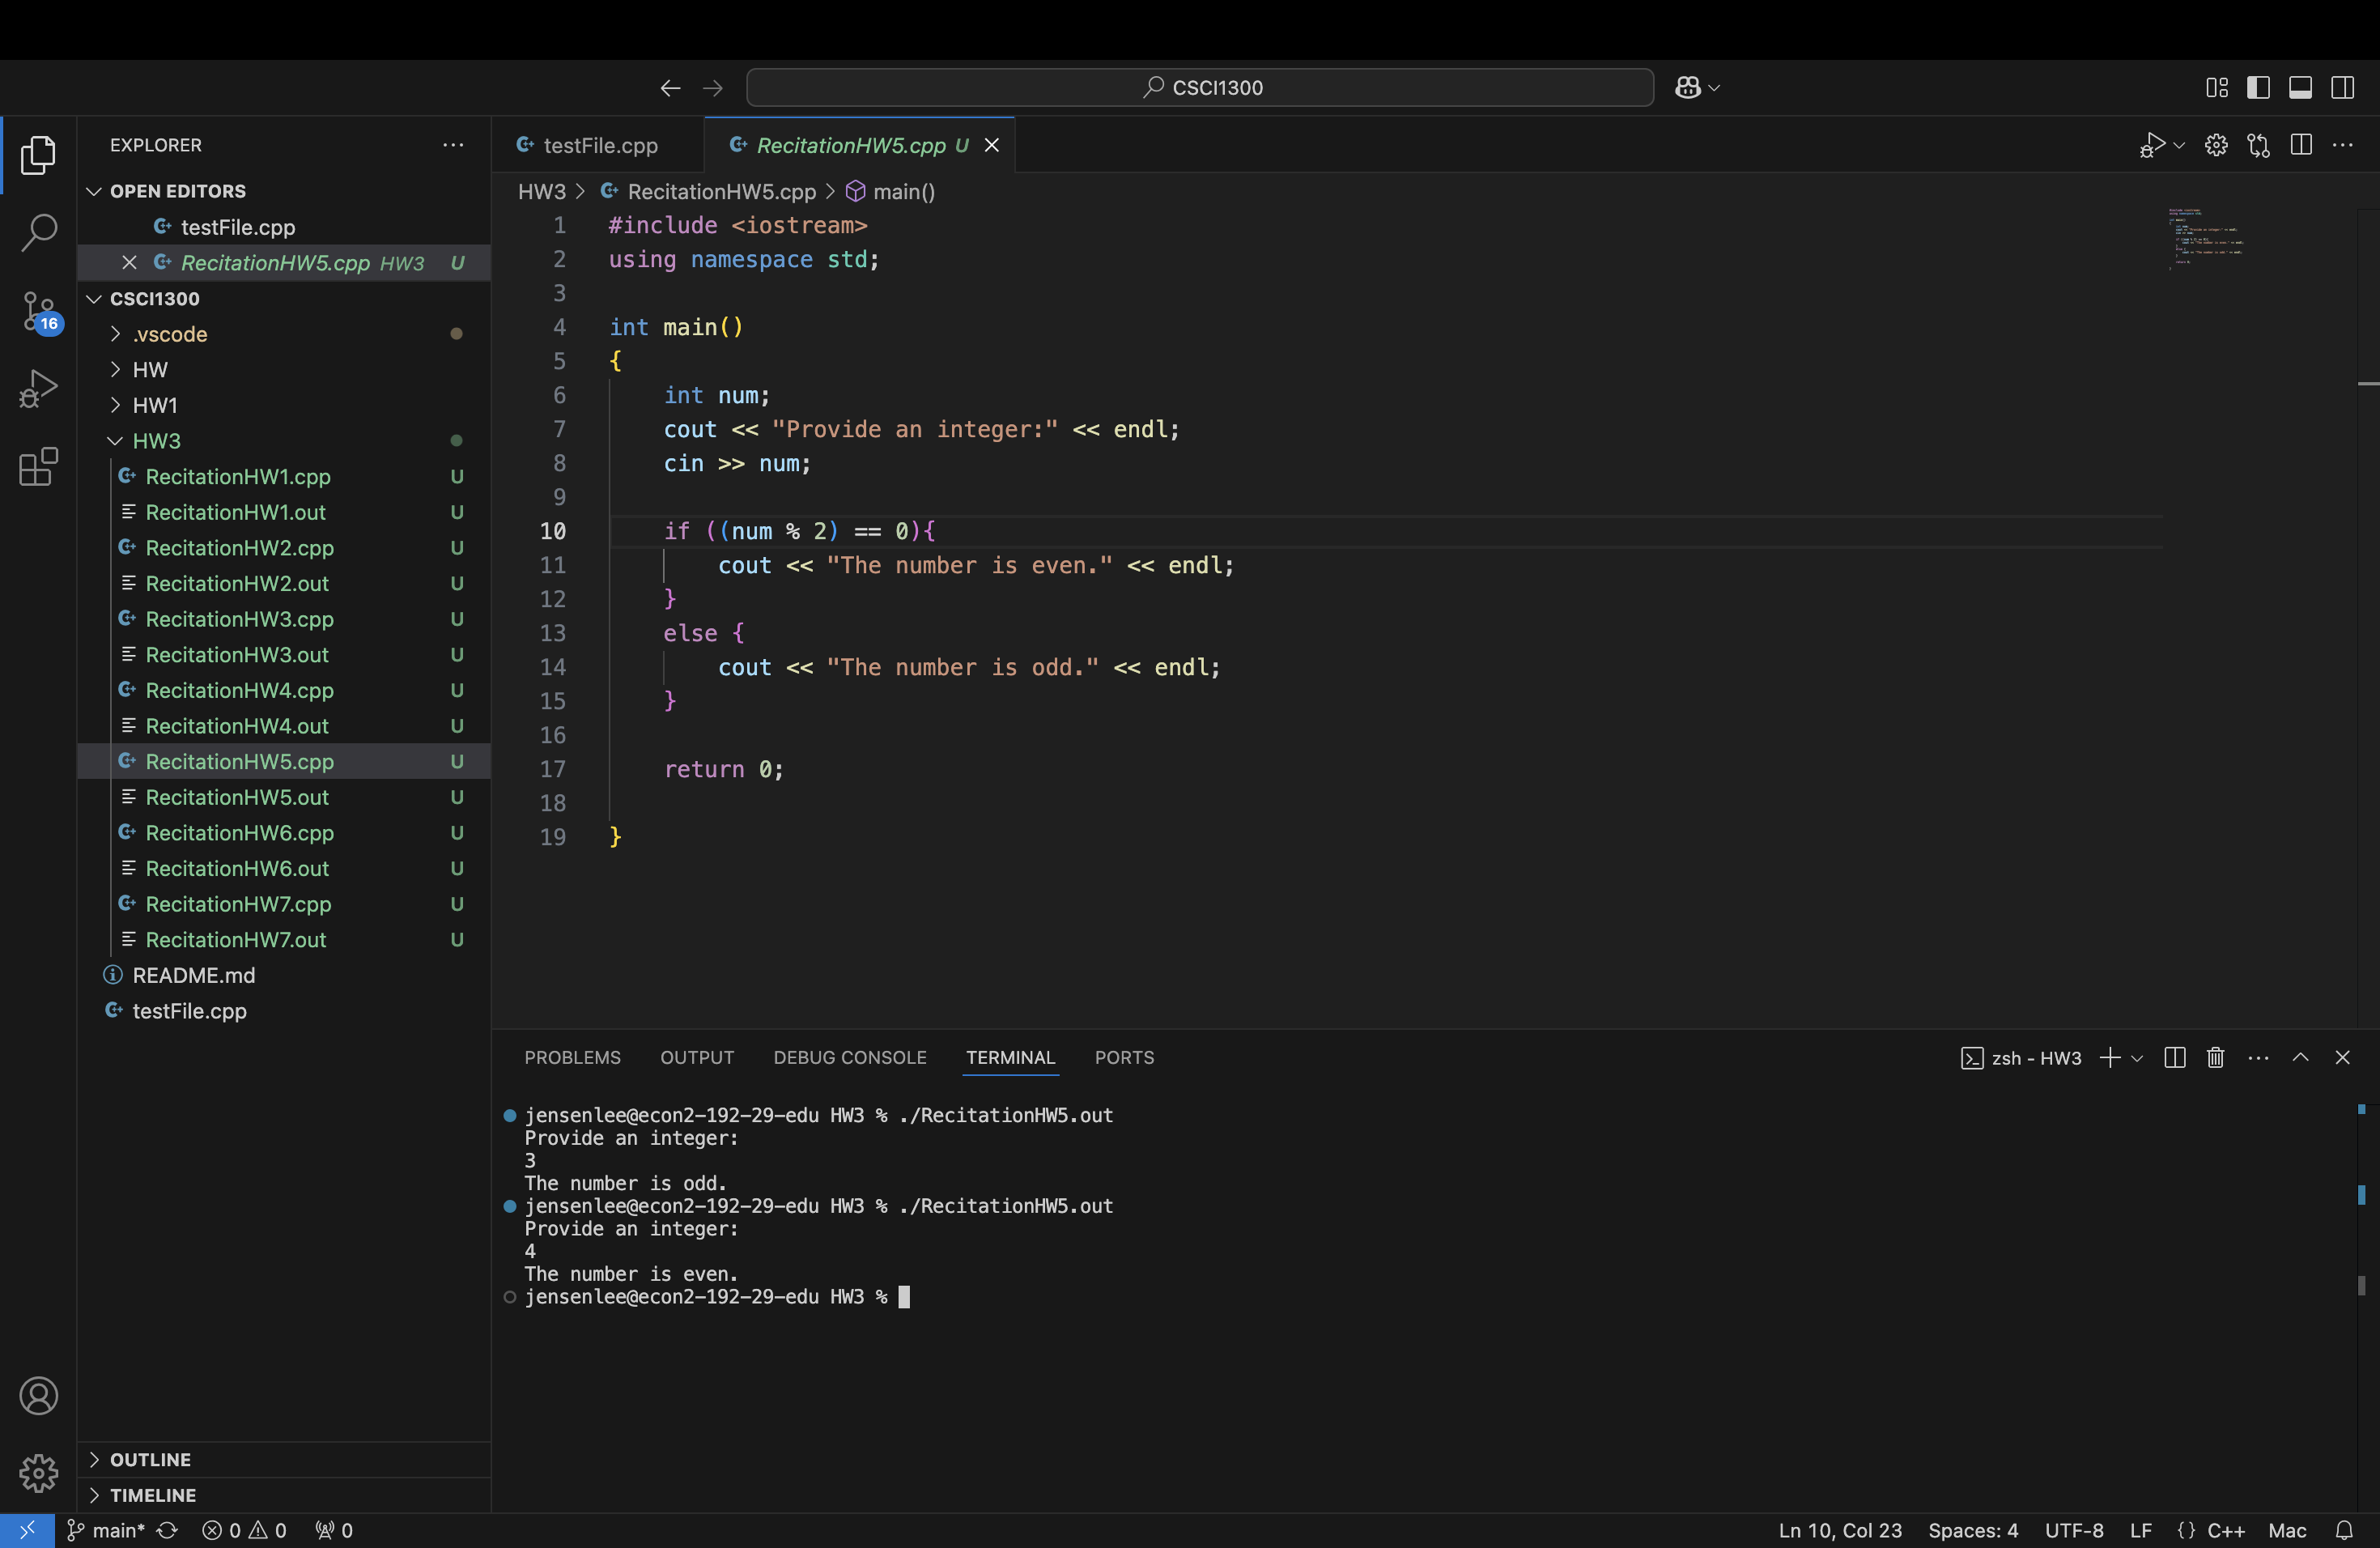 CSCI1300
EXPLORER
OPEN EDITORS
testFile.cpp
RecitationHW5.cpp HW3 U
CSCI1300
.vscode
HW
HW1
HW3
RecitationHW1.cpp U
RecitationHW1.out U
RecitationHW2.cpp U
RecitationHW2.out U
RecitationHW3.cpp U
RecitationHW3.out U
RecitationHW4.cpp U
RecitationHW4.out U
RecitationHW5.cpp U
RecitationHW5.out U
RecitationHW6.cpp U
RecitationHW6.out U
RecitationHW7.cpp U
RecitationHW7.out U
README.md
testFile.cpp
OUTLINE
TIMELINE
16
testFile.cpp RecitationHW5.cpp U
HW3 > RecitationHW5.cpp > main()
1 #include <iostream>
2 using namespace std;
3
4 int main()
5 {
6 int num;
7 cout << "Provide an integer:" << endl;
8 cin >> num;
9
10 if ((num % 2) == 0){
11 cout << "The number is even." << endl;
12 }
13 else {
14 cout << "The number is odd." << endl;
15 }
16
17 return 0;
18
19 }
PROBLEMS OUTPUT DEBUG CONSOLE TERMINAL PORTS
zsh - HW3
jensenlee@econ2-192-29-edu HW3 % ./RecitationHW5.out
Provide an integer:
3
The number is odd.
jensenlee@econ2-192-29-edu HW3 % ./RecitationHW5.out
Provide an integer:
4
The number is even.
jensenlee@econ2-192-29-edu HW3 %
main* 0 0 0
Ln 10, Col 23 Spaces: 4 UTF-8 LF {} C++ Mac